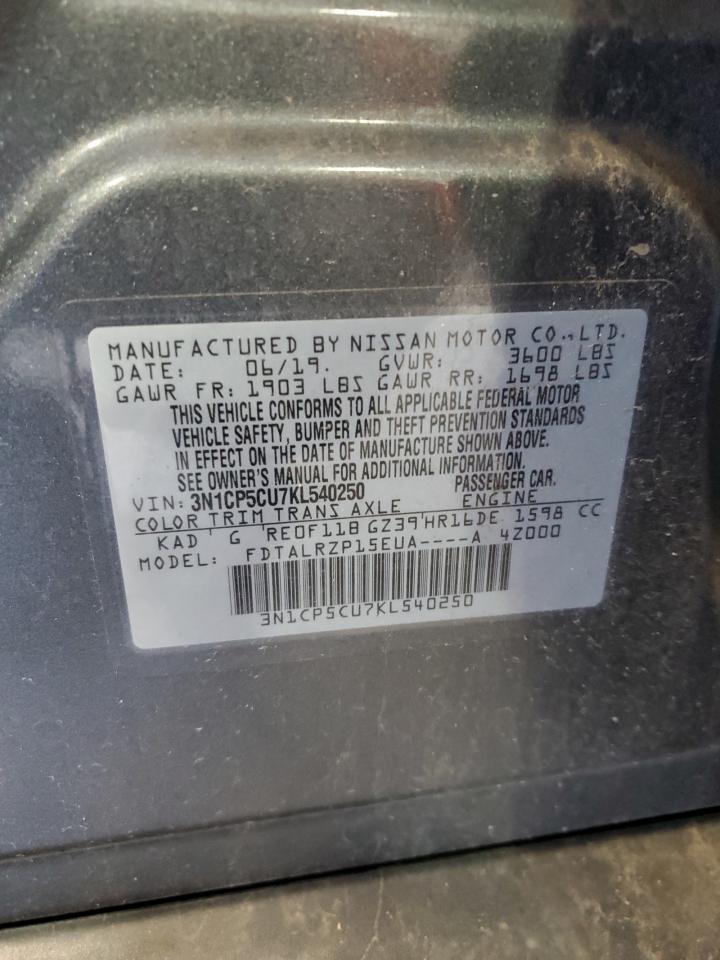 MANUFACTURED BY NISSAN MOTOR CO., LTD.
DATE: 06/19. GVWR: 3600 LBS
GAWR FR: 1903 LBS GAWR RR: 1698 LBS
THIS VEHICLE CONFORMS TO ALL APPLICABLE FEDERAL MOTOR
VEHICLE SAFETY, BUMPER AND THEFT PREVENTION STANDARDS
IN EFFECT ON THE DATE OF MANUFACTURE SHOWN ABOVE.
SEE OWNER'S MANUAL FOR ADDITIONAL INFORMATION.
VIN: 3N1CP5CU7KL540250 PASSENGER CAR.
COLOR TRIM TRANS AXLE ENGINE
KAD G RE0F11B GZ39 HR16DE 1598 CC
MODEL: FDTALRZP15EUA----A 4Z000
3N1CP5CU7KL540250